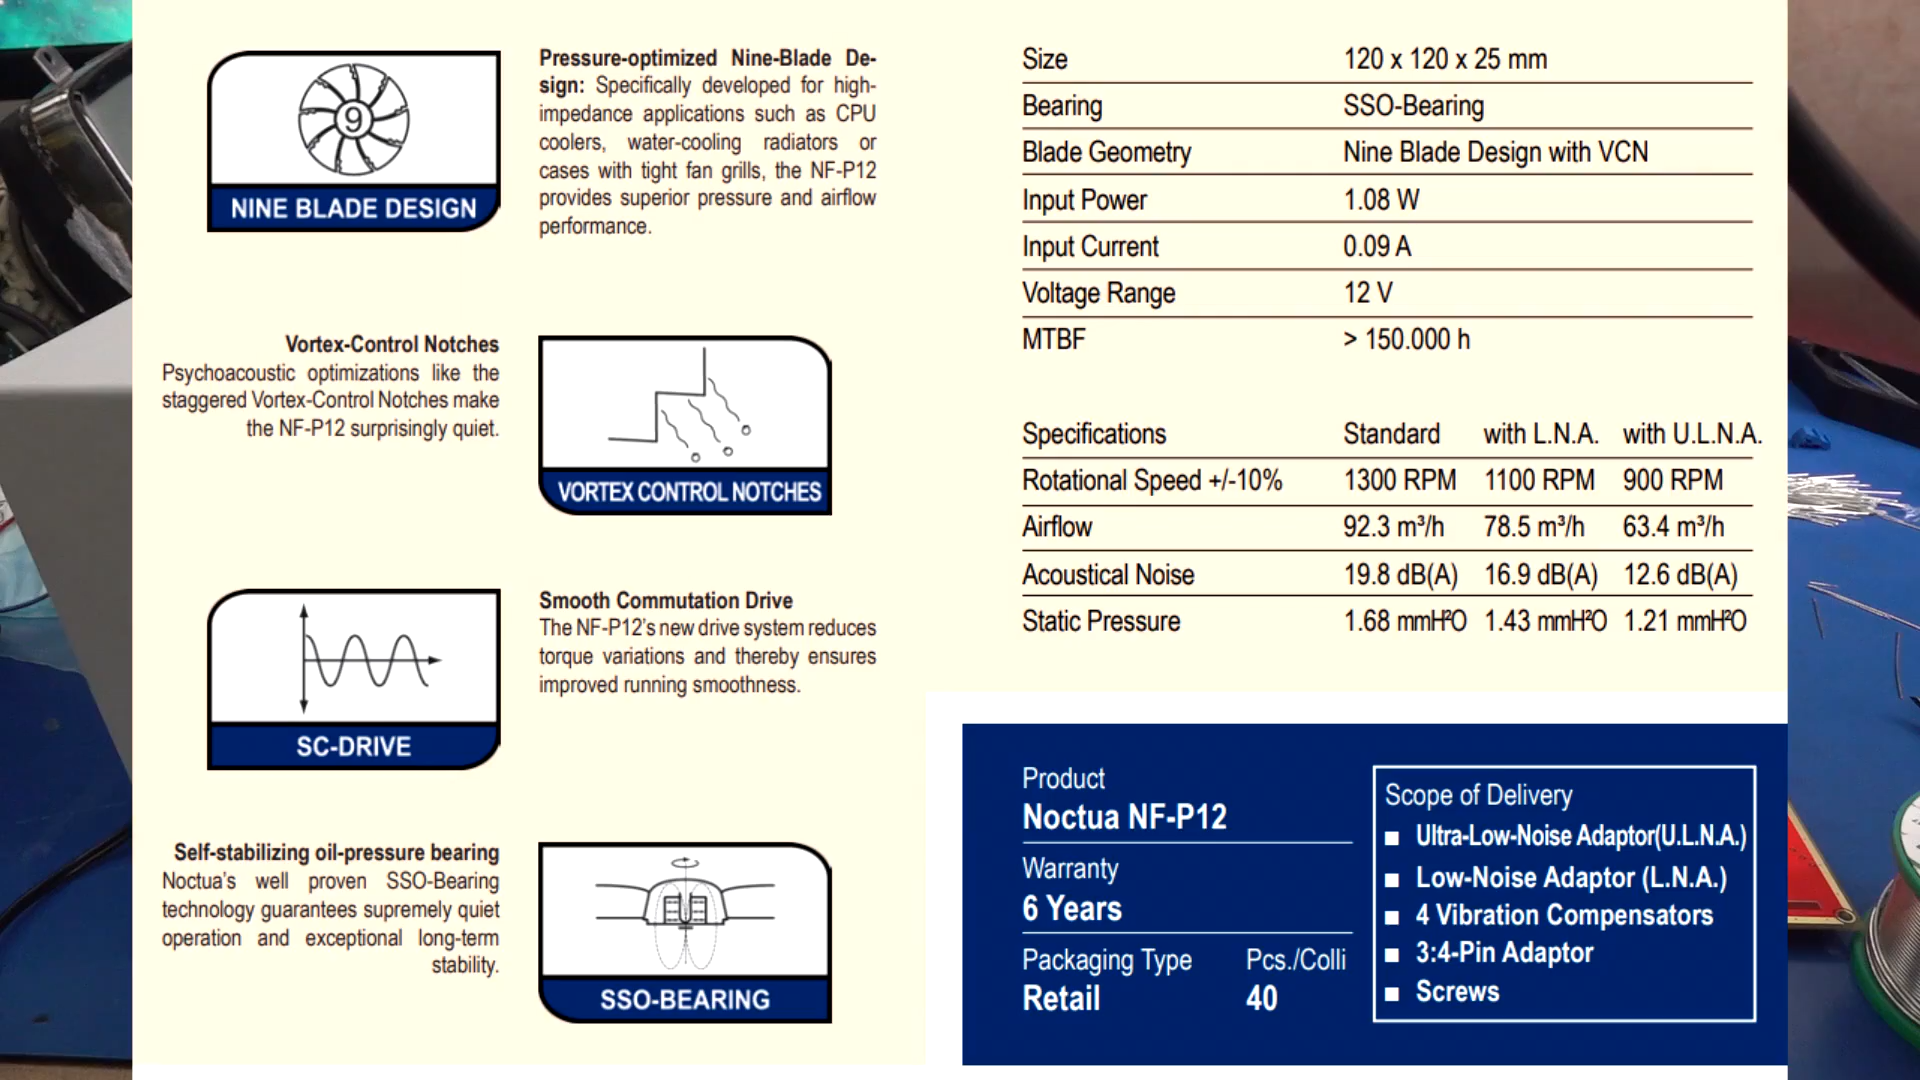 9
NINE BLADE DESIGN
Pressure-optimized Nine-Blade De-
sign: Specifically developed for high-
impedance applications such as CPU
coolers, water-cooling radiators or
cases with tight fan grills, the NF-P12
provides superior pressure and airflow
performance.
Vortex-Control Notches
Psychoacoustic optimizations like the
staggered Vortex-Control Notches make
the NF-P12 surprisingly quiet.
VORTEX CONTROL NOTCHES
SC-DRIVE
Smooth Commutation Drive
The NF-P12's new drive system reduces
torque variations and thereby ensures
improved running smoothness.
Self-stabilizing oil-pressure bearing
Noctua's well proven SSO-Bearing
technology guarantees supremely quiet
operation and exceptional long-term
stability.
SSO-BEARING
Size 120 x 120 x 25 mm
Bearing SSO-Bearing
Blade Geometry Nine Blade Design with VCN
Input Power 1.08 W
Input Current 0.09 A
Voltage Range 12 V
MTBF > 150.000 h
Specifications Standard with L.N.A. with U.L.N.A.
Rotational Speed +/-10% 1300 RPM 1100 RPM 900 RPM
Airflow 92.3 m³/h 78.5 m³/h 63.4 m³/h
Acoustical Noise 19.8 dB(A) 16.9 dB(A) 12.6 dB(A)
Static Pressure 1.68 mmH²O 1.43 mmH²O 1.21 mmH²O
Product
Noctua NF-P12
Warranty
6 Years
Packaging Type Pcs./Colli
Retail 40
Scope of Delivery
■ Ultra-Low-Noise Adaptor(U.L.N.A.)
■ Low-Noise Adaptor (L.N.A.)
■ 4 Vibration Compensators
■ 3:4-Pin Adaptor
■ Screws